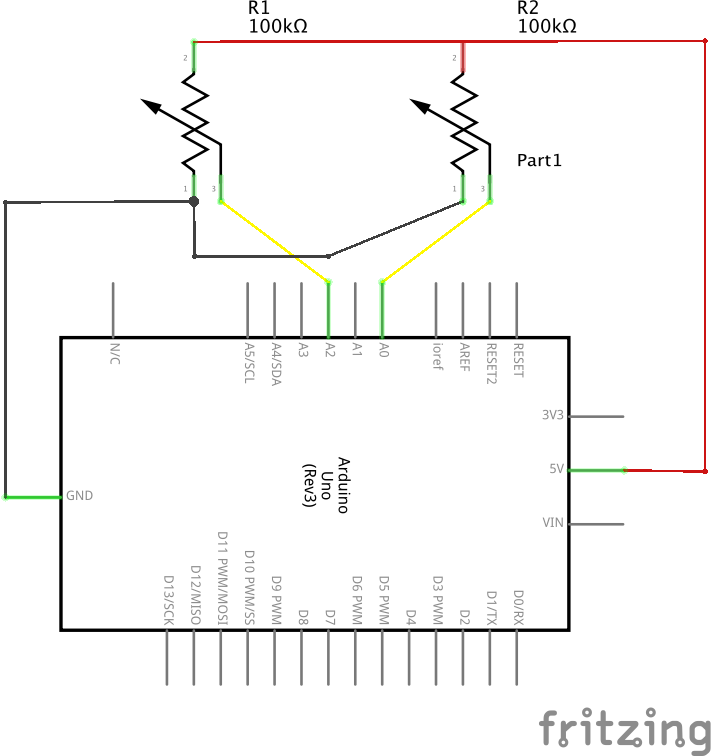 R1
100kΩ
R2
100kΩ
2
2
Part1
1
3
1
3
N/C
A5/SCL
A4/SDA
A3
A2
A1
A0
ioref
AREF
RESET2
RESET
3V3
5V
VIN
GND
Arduino
Uno
(Rev3)
D13/SCK
D12/MISO
D11 PWM/MOSI
D10 PWM/SS
D9 PWM
D8
D7
D6 PWM
D5 PWM
D4
D3 PWM
D2
D1/TX
D0/RX
fritzing